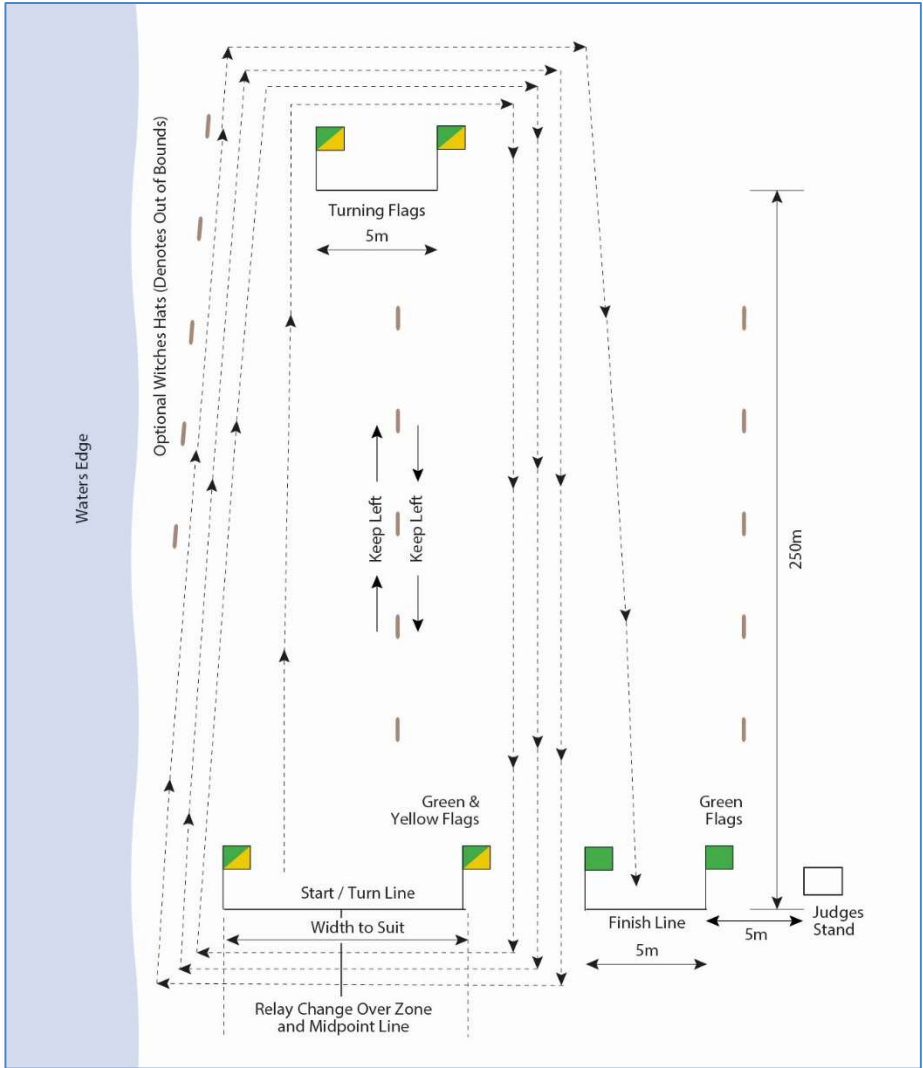 Optional Witches Hats (Denotes Out of Bounds)
Waters Edge
Turning Flags
5m
Keep Left
Keep Left
250m
Green &
Yellow Flags
Green
Flags
Start / Turn Line
Width to Suit
Finish Line
5m
5m
Judges
Stand
Relay Change Over Zone
and Midpoint Line